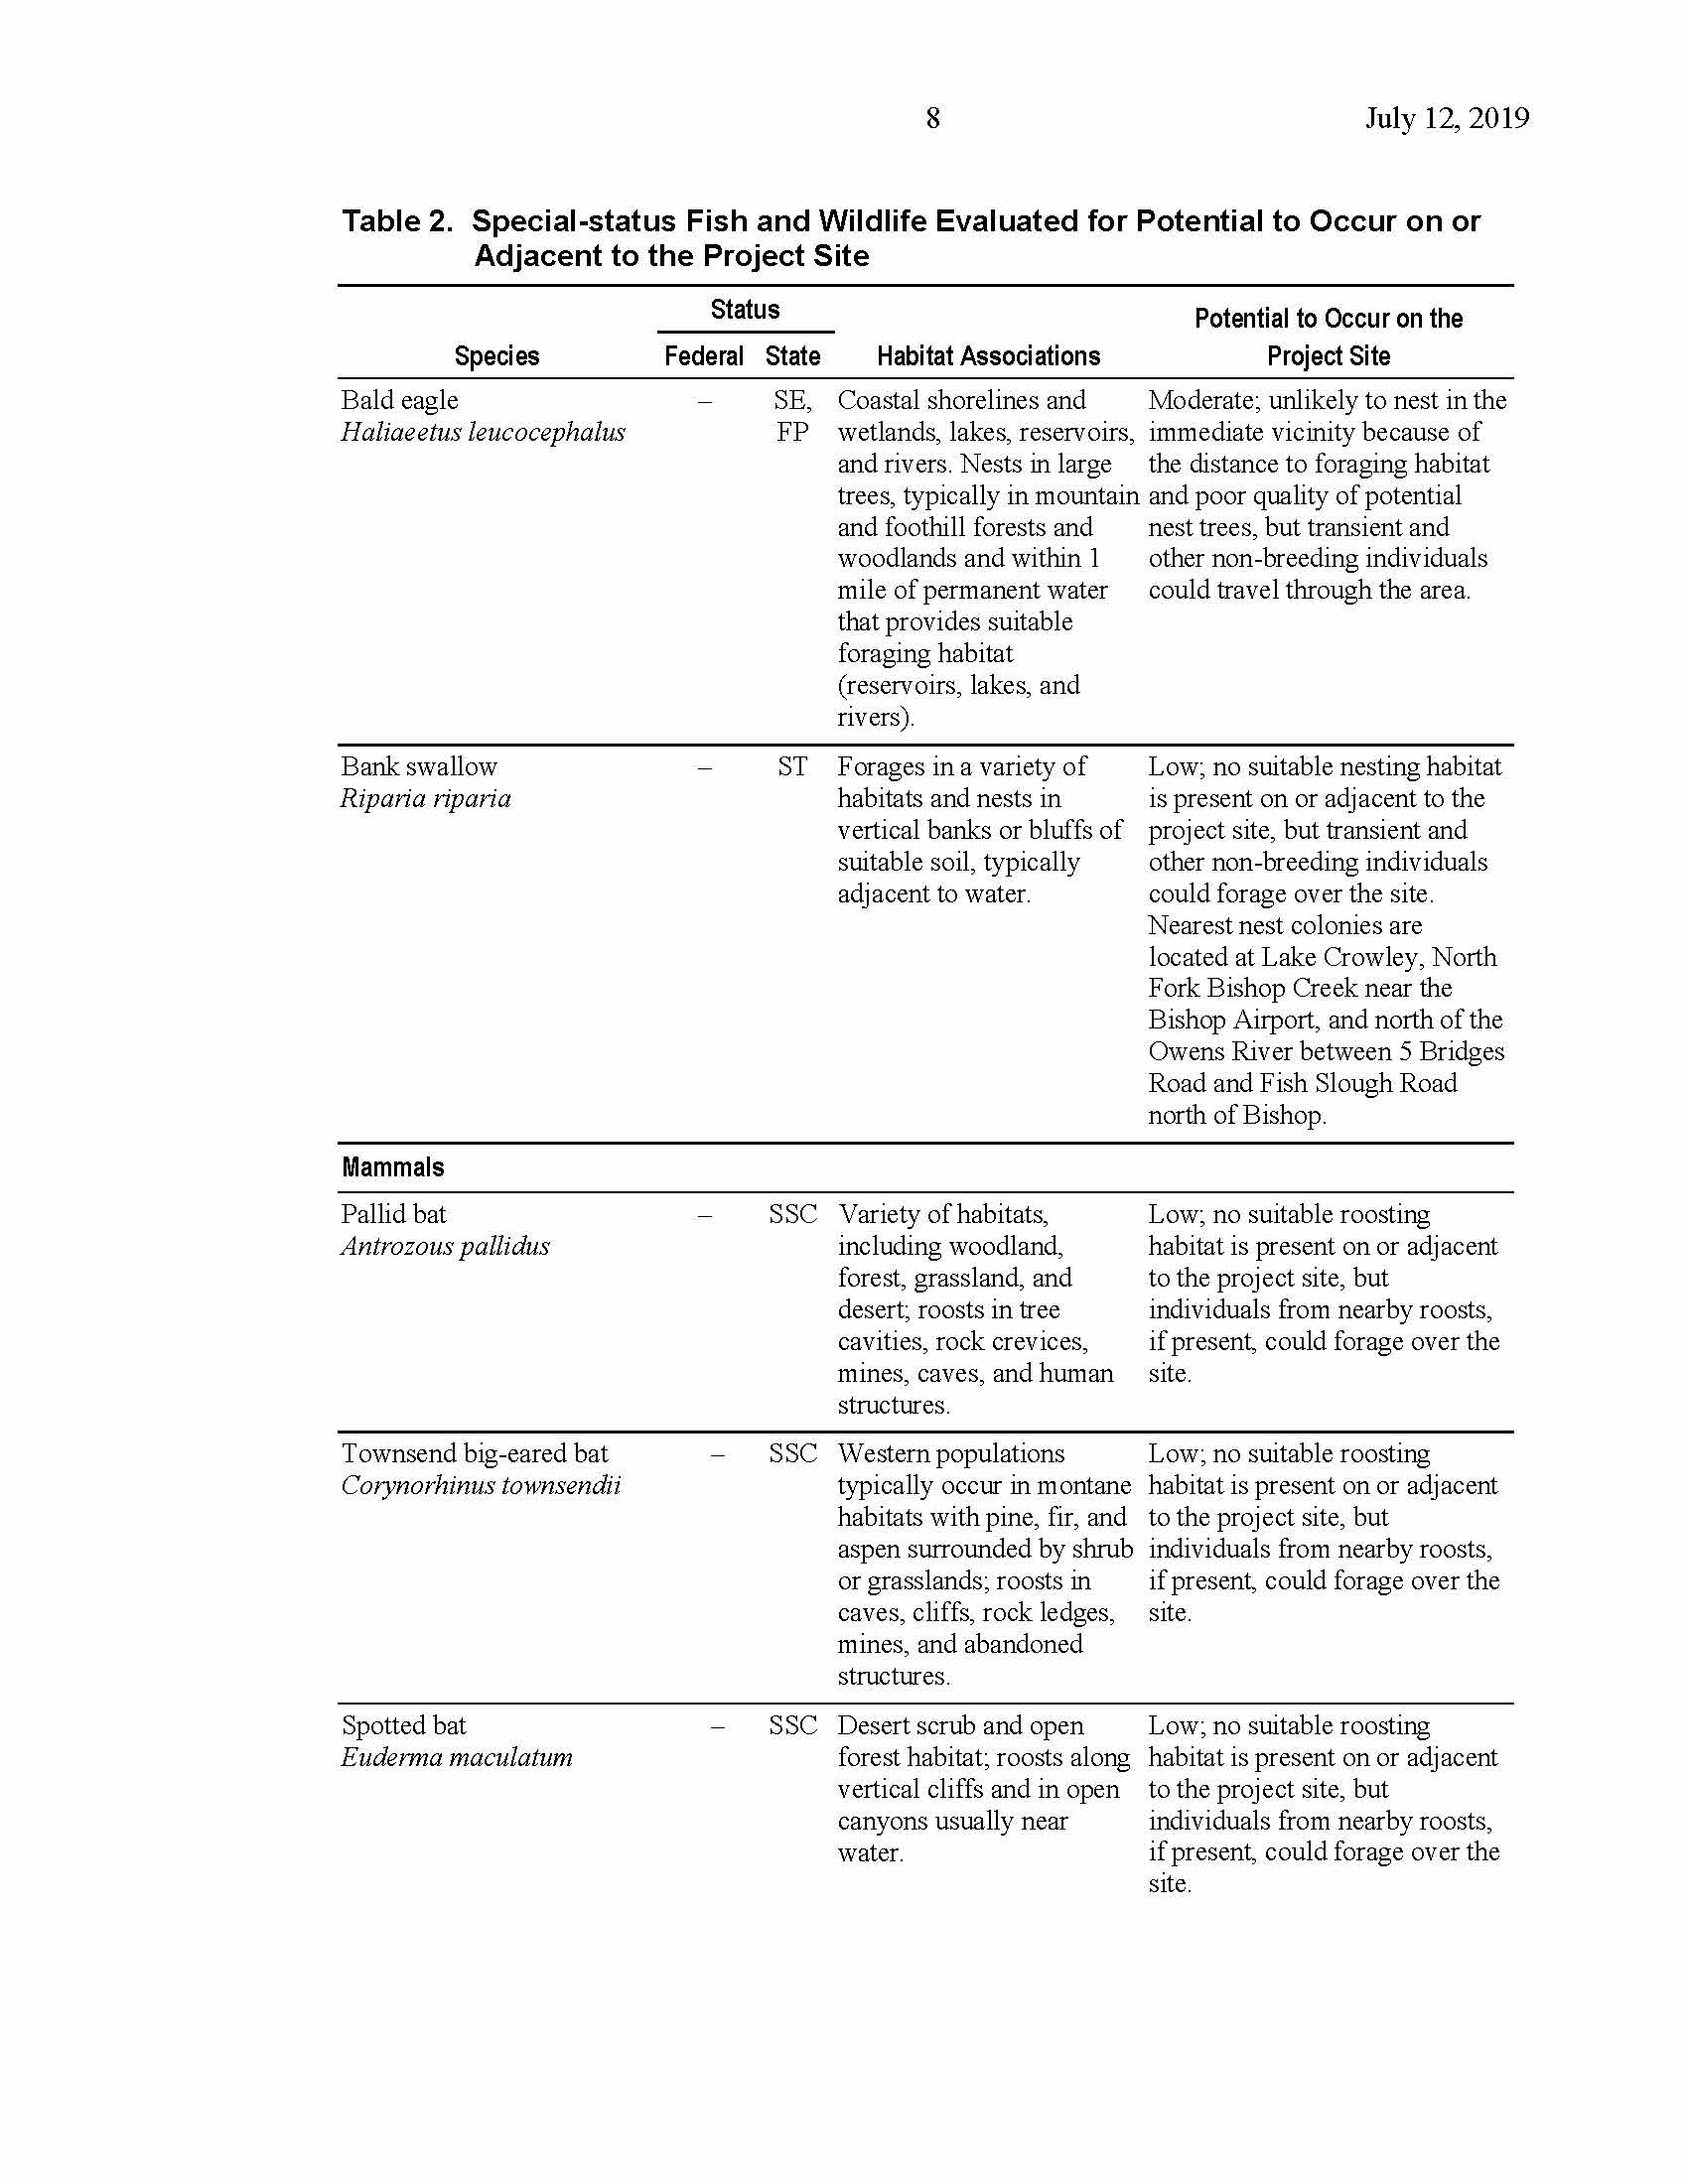 8 July 12, 2019
Table 2. Special-status Fish and Wildlife Evaluated for Potential to Occur on or
Adjacent to the Project Site
Status
Potential to Occur on the
Species Federal State Habitat Associations Project Site
Bald eagle – SE, Coastal shorelines and Moderate; unlikely to nest in the
Haliaeetus leucocephalus FP wetlands, lakes, reservoirs, immediate vicinity because of
and rivers. Nests in large the distance to foraging habitat
trees, typically in mountain and poor quality of potential
and foothill forests and nest trees, but transient and
woodlands and within 1 other non-breeding individuals
mile of permanent water could travel through the area.
that provides suitable
foraging habitat
(reservoirs, lakes, and
rivers).
Bank swallow – ST Forages in a variety of Low; no suitable nesting habitat
Riparia riparia habitats and nests in is present on or adjacent to the
vertical banks or bluffs of project site, but transient and
suitable soil, typically other non-breeding individuals
adjacent to water. could forage over the site.
Nearest nest colonies are
located at Lake Crowley, North
Fork Bishop Creek near the
Bishop Airport, and north of the
Owens River between 5 Bridges
Road and Fish Slough Road
north of Bishop.
Mammals
Pallid bat – SSC Variety of habitats, Low; no suitable roosting
Antrozous pallidus including woodland, habitat is present on or adjacent
forest, grassland, and to the project site, but
desert; roosts in tree individuals from nearby roosts,
cavities, rock crevices, if present, could forage over the
mines, caves, and human site.
structures.
Townsend big-eared bat – SSC Western populations Low; no suitable roosting
Corynorhinus townsendii typically occur in montane habitat is present on or adjacent
habitats with pine, fir, and to the project site, but
aspen surrounded by shrub individuals from nearby roosts,
or grasslands; roosts in if present, could forage over the
caves, cliffs, rock ledges, site.
mines, and abandoned
structures.
Spotted bat – SSC Desert scrub and open Low; no suitable roosting
Euderma maculatum forest habitat; roosts along habitat is present on or adjacent
vertical cliffs and in open to the project site, but
canyons usually near individuals from nearby roosts,
water. if present, could forage over the
site.